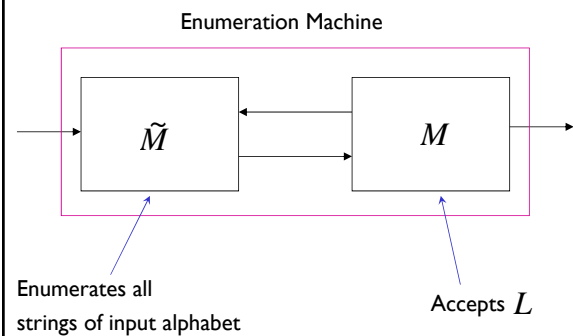 Enumeration Machine
M̃
M
Enumerates all
strings of input alphabet
Accepts L